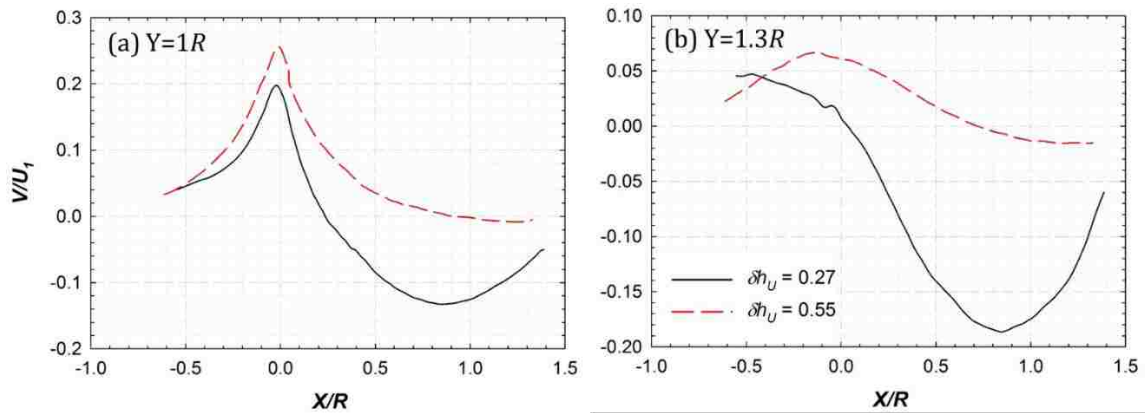 (a) Y=1R
0.3
0.2
0.1
0.0
-0.1
-0.2
V/U₁
-1.0 -0.5 0.0 0.5 1.0 1.5
X/R
(b) Y=1.3R
0.10
0.05
0.00
-0.05
-0.10
-0.15
-0.20
δh_U = 0.27
δh_U = 0.55
-1.0 -0.5 0.0 0.5 1.0 1.5
X/R